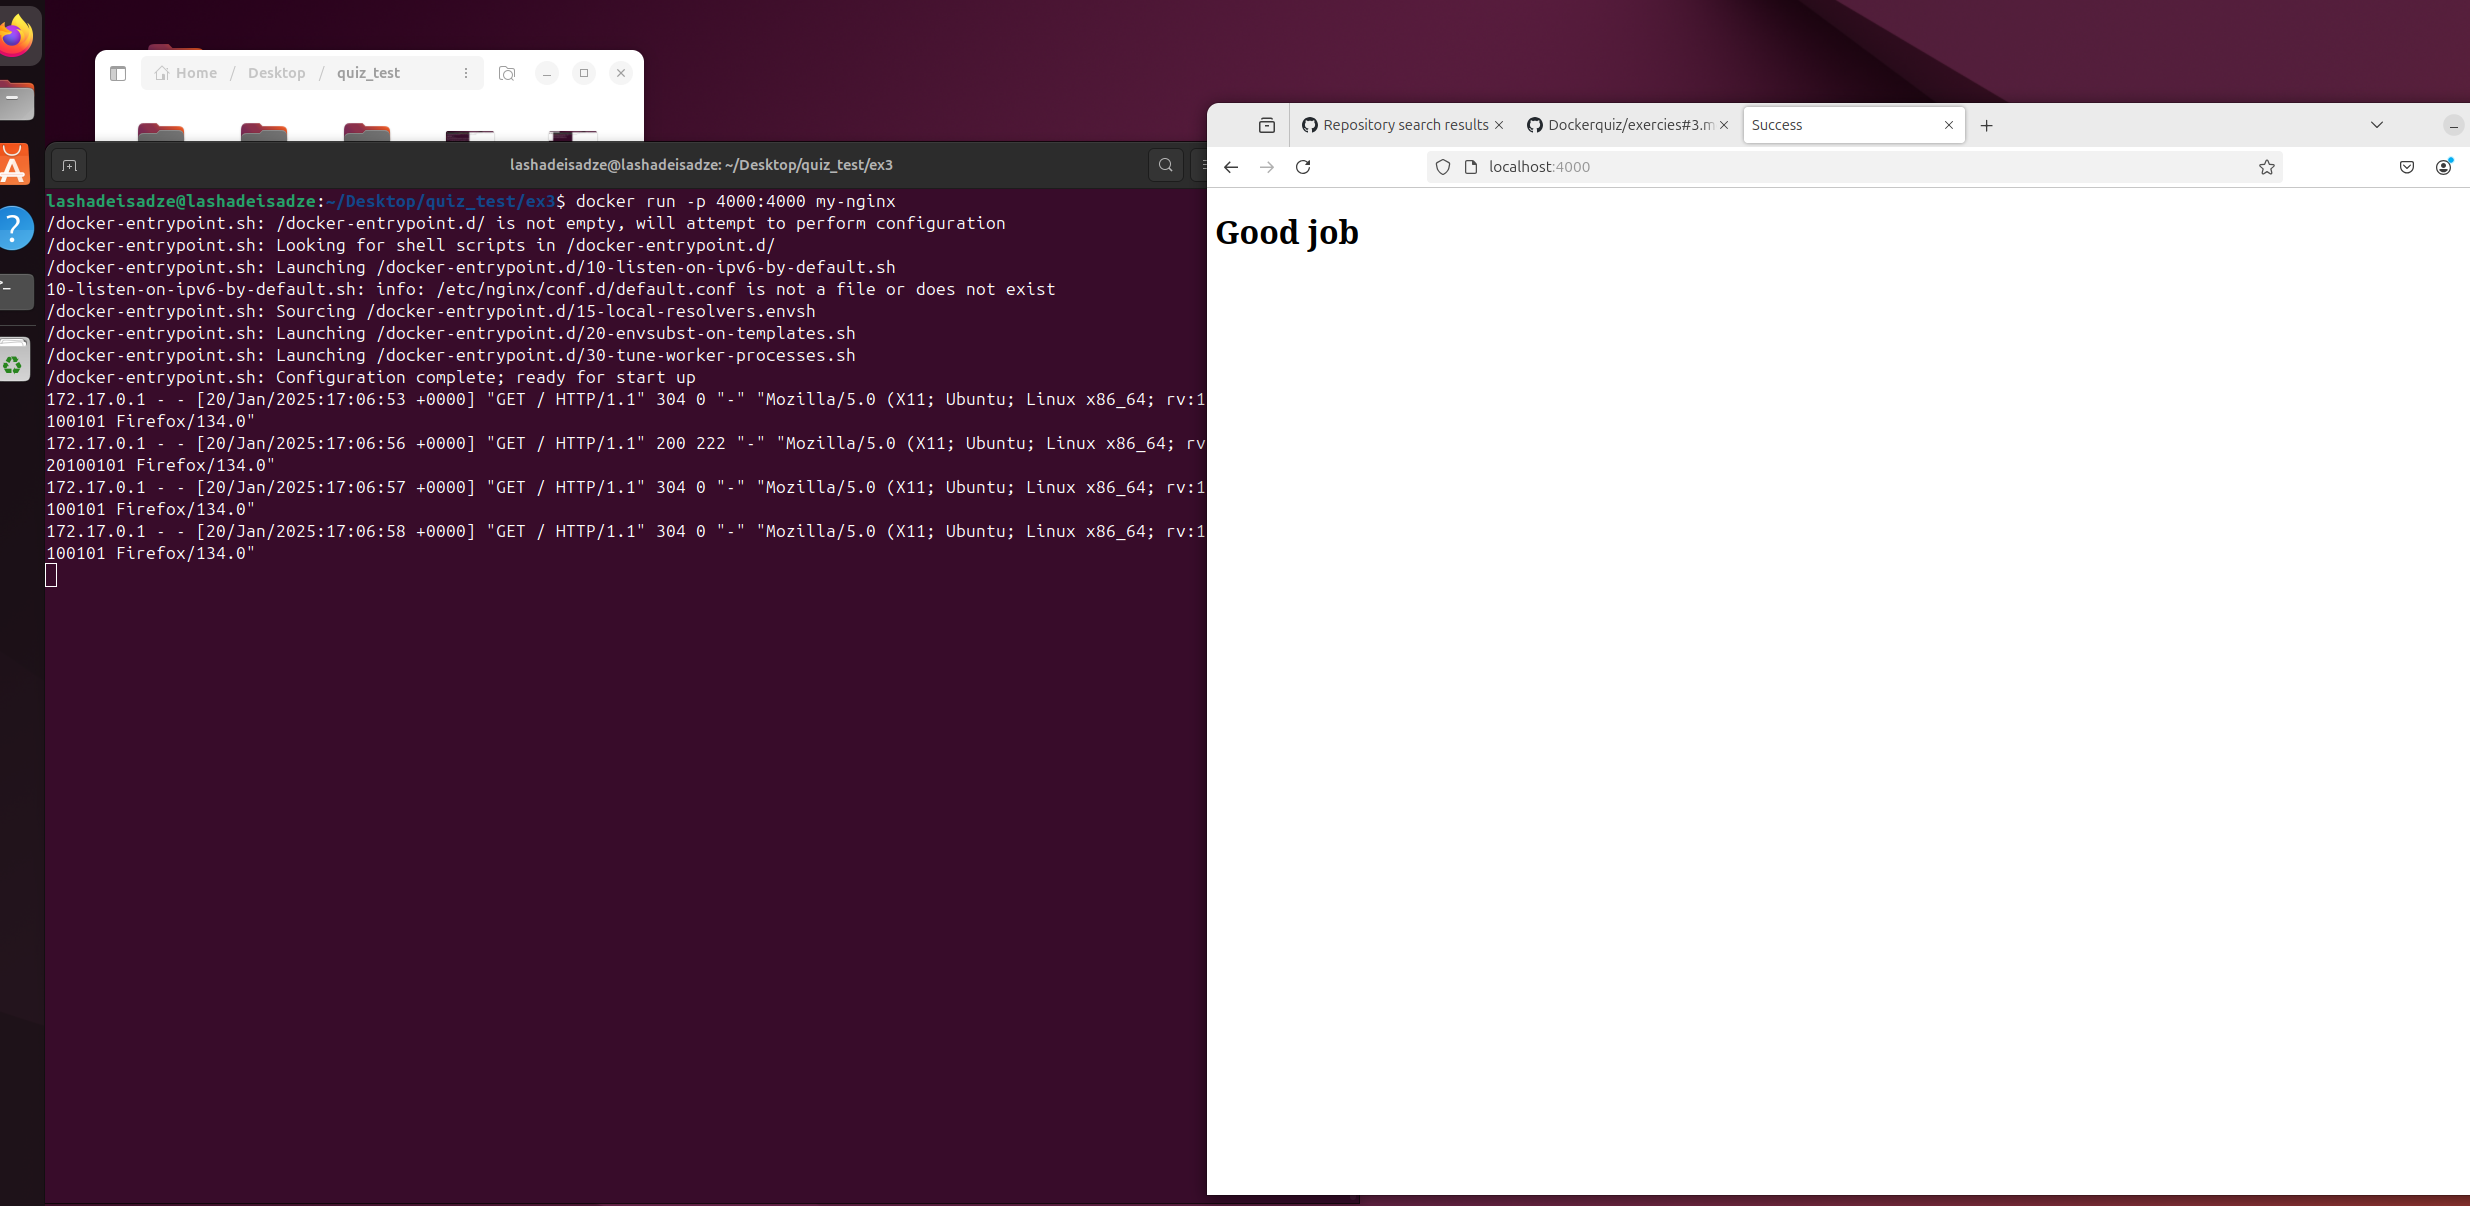 Home / Desktop / quiz_test
lashadeisadze@lashadeisadze: ~/Desktop/quiz_test/ex3
lashadeisadze@lashadeisadze:~/Desktop/quiz_test/ex3$ docker run -p 4000:4000 my-nginx
/docker-entrypoint.sh: /docker-entrypoint.d/ is not empty, will attempt to perform configuration
/docker-entrypoint.sh: Looking for shell scripts in /docker-entrypoint.d/
/docker-entrypoint.sh: Launching /docker-entrypoint.d/10-listen-on-ipv6-by-default.sh
10-listen-on-ipv6-by-default.sh: info: /etc/nginx/conf.d/default.conf is not a file or does not exist
/docker-entrypoint.sh: Sourcing /docker-entrypoint.d/15-local-resolvers.envsh
/docker-entrypoint.sh: Launching /docker-entrypoint.d/20-envsubst-on-templates.sh
/docker-entrypoint.sh: Launching /docker-entrypoint.d/30-tune-worker-processes.sh
/docker-entrypoint.sh: Configuration complete; ready for start up
172.17.0.1 - - [20/Jan/2025:17:06:53 +0000] "GET / HTTP/1.1" 304 0 "-" "Mozilla/5.0 (X11; Ubuntu; Linux x86_64; rv:1
100101 Firefox/134.0"
172.17.0.1 - - [20/Jan/2025:17:06:56 +0000] "GET / HTTP/1.1" 200 222 "-" "Mozilla/5.0 (X11; Ubuntu; Linux x86_64; rv
20100101 Firefox/134.0"
172.17.0.1 - - [20/Jan/2025:17:06:57 +0000] "GET / HTTP/1.1" 304 0 "-" "Mozilla/5.0 (X11; Ubuntu; Linux x86_64; rv:1
100101 Firefox/134.0"
172.17.0.1 - - [20/Jan/2025:17:06:58 +0000] "GET / HTTP/1.1" 304 0 "-" "Mozilla/5.0 (X11; Ubuntu; Linux x86_64; rv:1
100101 Firefox/134.0"
Repository search results
Dockerquiz/exercies#3.m
Success
localhost:4000
Good job